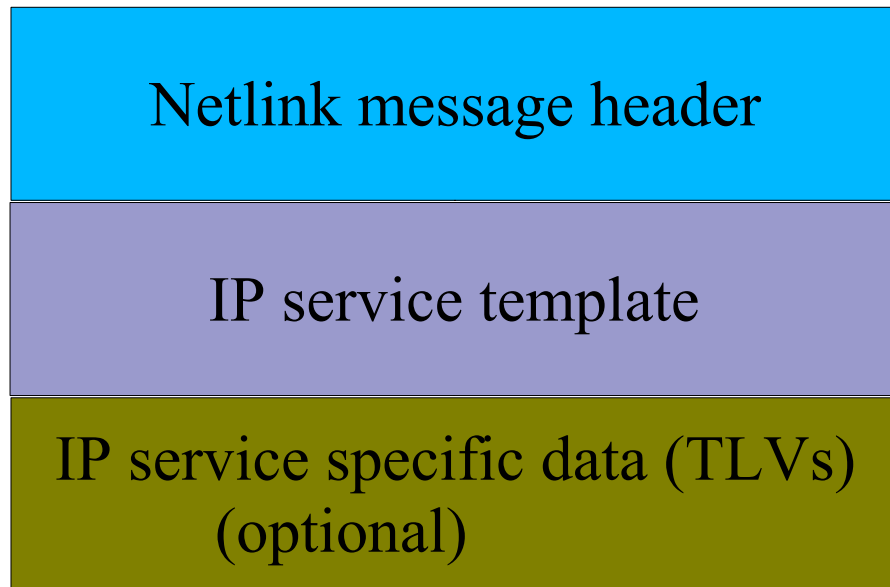 Netlink message header
IP service template
IP service specific data (TLVs)
(optional)